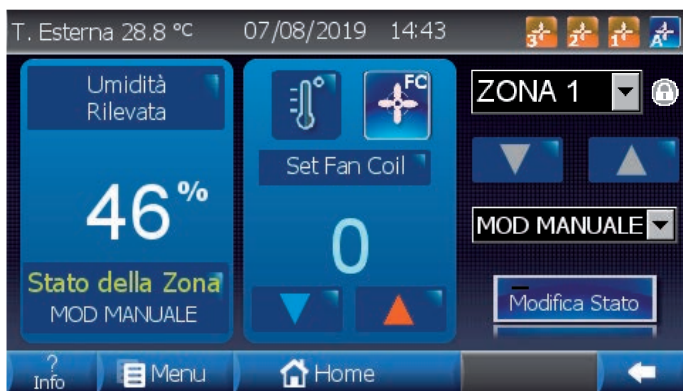 T. Esterna 28.8 °C 07/08/2019 14:43 3 2 1 A
Umidità
Rilevata
46%
Stato della Zona
MOD MANUALE
FC
Set Fan Coil
0
ZONA 1
MOD MANUALE
Modifica Stato
?
Info
Menu
Home